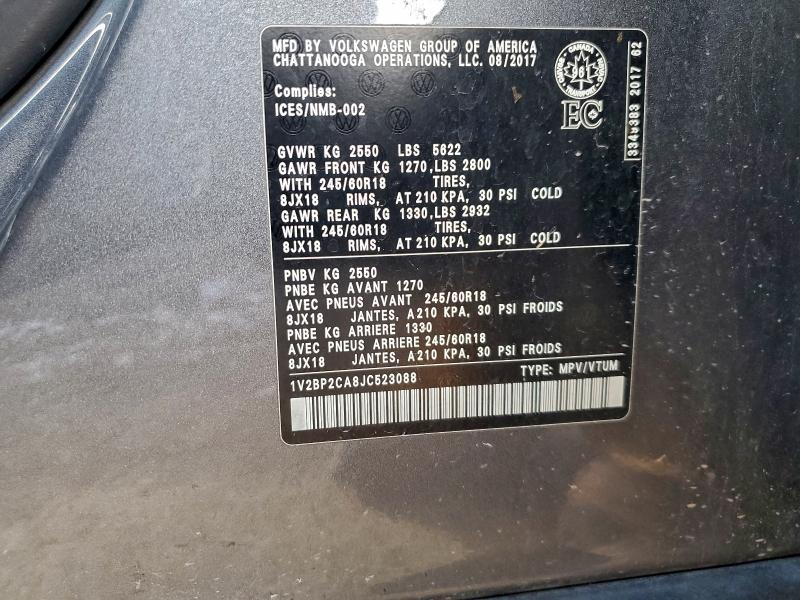 MFD BY VOLKSWAGEN GROUP OF AMERICA
CHATTANOOGA OPERATIONS, LLC. 08/2017
Complies:
ICES/NMB-002
CANADA
TRANSPORT
EC
3349383 2017 62
GVWR KG 2550 LBS 5622
GAWR FRONT KG 1270,LBS 2800
WITH 245/60R18 TIRES,
8JX18 RIMS, AT 210 KPA, 30 PSI COLD
GAWR REAR KG 1330,LBS 2932
WITH 245/60R18 TIRES,
8JX18 RIMS, AT 210 KPA, 30 PSI COLD
PNBV KG 2550
PNBE KG AVANT 1270
AVEC PNEUS AVANT 245/60R18
8JX18 JANTES, A210 KPA, 30 PSI FROIDS
PNBE KG ARRIERE 1330
AVEC PNEUS ARRIERE 245/60R18
8JX18 JANTES, A210 KPA, 30 PSI FROIDS
TYPE: MPV/VTUM
1V2BP2CA8JC523088